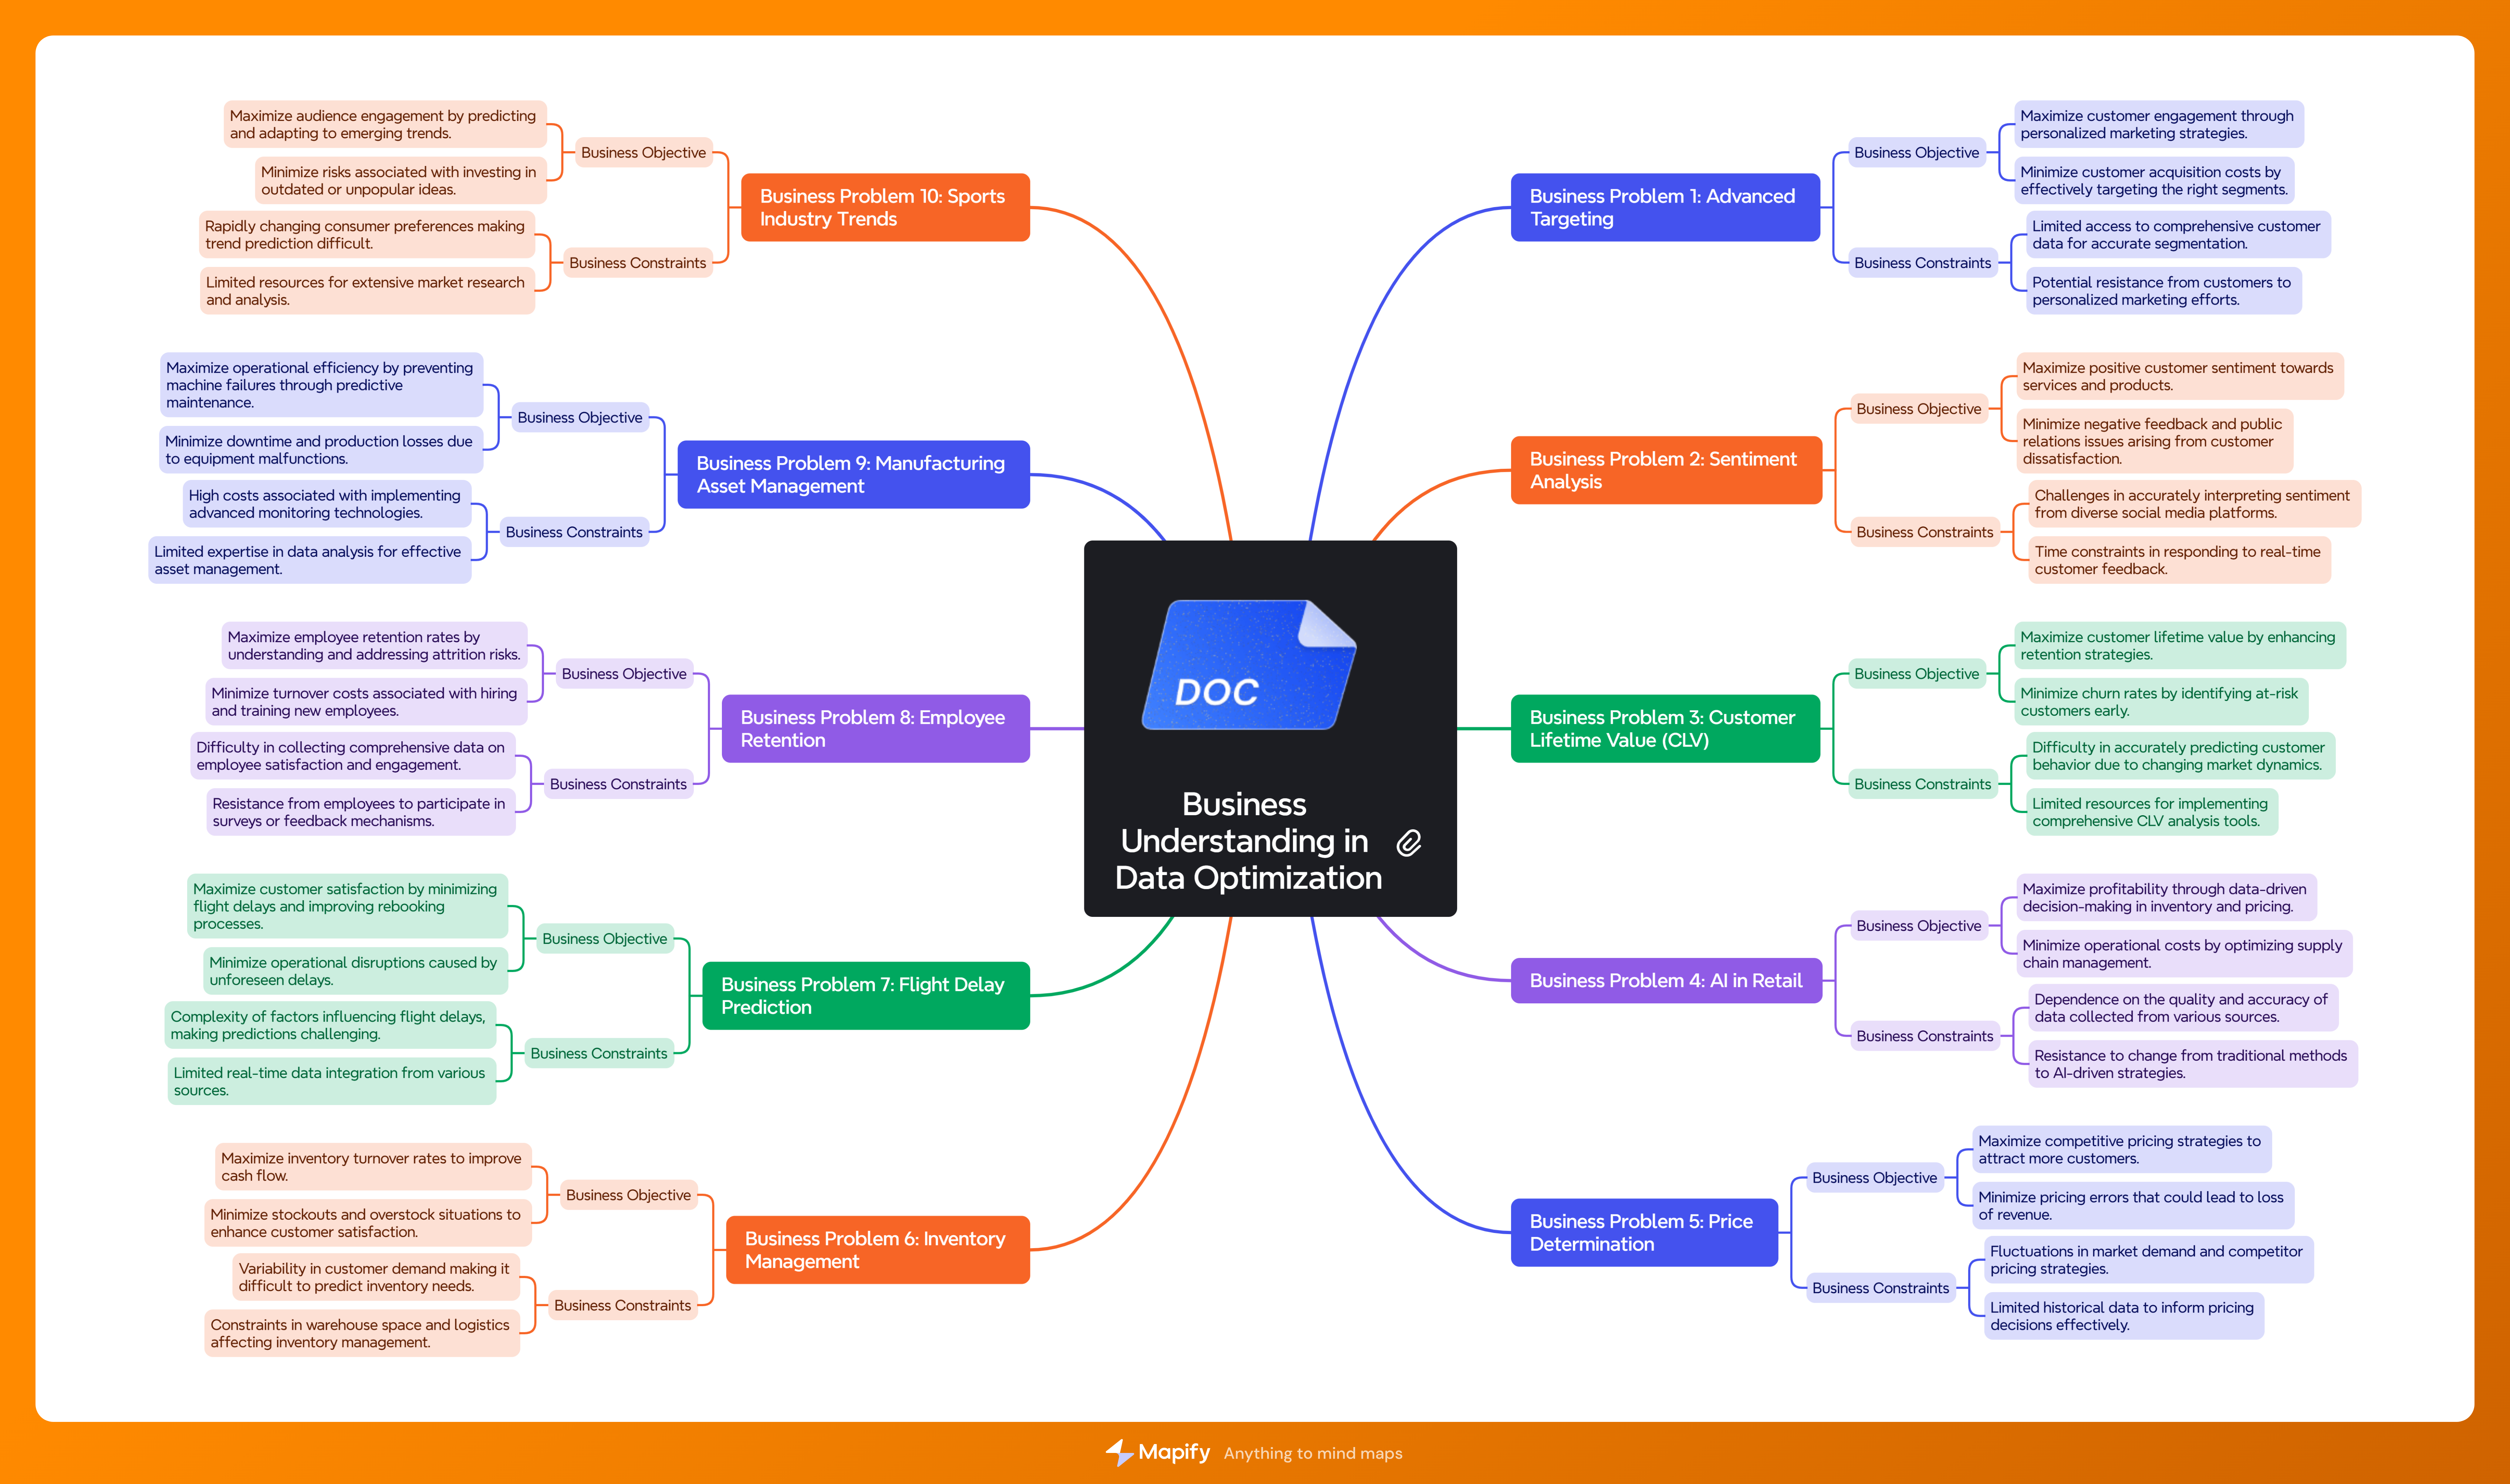 DOC
Business
Understanding in
Data Optimization
Business Problem 1: Advanced
Targeting
Business Objective
Maximize customer engagement through
personalized marketing strategies.
Minimize customer acquisition costs by
effectively targeting the right segments.
Business Constraints
Limited access to comprehensive customer
data for accurate segmentation.
Potential resistance from customers to
personalized marketing efforts.
Business Problem 2: Sentiment
Analysis
Business Objective
Maximize positive customer sentiment towards
services and products.
Minimize negative feedback and public
relations issues arising from customer
dissatisfaction.
Business Constraints
Challenges in accurately interpreting sentiment
from diverse social media platforms.
Time constraints in responding to real-time
customer feedback.
Business Problem 3: Customer
Lifetime Value (CLV)
Business Objective
Maximize customer lifetime value by enhancing
retention strategies.
Minimize churn rates by identifying at-risk
customers early.
Business Constraints
Difficulty in accurately predicting customer
behavior due to changing market dynamics.
Limited resources for implementing
comprehensive CLV analysis tools.
Business Problem 4: AI in Retail
Business Objective
Maximize profitability through data-driven
decision-making in inventory and pricing.
Minimize operational costs by optimizing supply
chain management.
Business Constraints
Dependence on the quality and accuracy of
data collected from various sources.
Resistance to change from traditional methods
to AI-driven strategies.
Business Problem 5: Price
Determination
Business Objective
Maximize competitive pricing strategies to
attract more customers.
Minimize pricing errors that could lead to loss
of revenue.
Business Constraints
Fluctuations in market demand and competitor
pricing strategies.
Limited historical data to inform pricing
decisions effectively.
Business Problem 6: Inventory
Management
Business Objective
Maximize inventory turnover rates to improve
cash flow.
Minimize stockouts and overstock situations to
enhance customer satisfaction.
Business Constraints
Variability in customer demand making it
difficult to predict inventory needs.
Constraints in warehouse space and logistics
affecting inventory management.
Business Problem 7: Flight Delay
Prediction
Business Objective
Maximize customer satisfaction by minimizing
flight delays and improving rebooking
processes.
Minimize operational disruptions caused by
unforeseen delays.
Business Constraints
Complexity of factors influencing flight delays,
making predictions challenging.
Limited real-time data integration from various
sources.
Business Problem 8: Employee
Retention
Business Objective
Maximize employee retention rates by
understanding and addressing attrition risks.
Minimize turnover costs associated with hiring
and training new employees.
Business Constraints
Difficulty in collecting comprehensive data on
employee satisfaction and engagement.
Resistance from employees to participate in
surveys or feedback mechanisms.
Business Problem 9: Manufacturing
Asset Management
Business Objective
Maximize operational efficiency by preventing
machine failures through predictive
maintenance.
Minimize downtime and production losses due
to equipment malfunctions.
Business Constraints
High costs associated with implementing
advanced monitoring technologies.
Limited expertise in data analysis for effective
asset management.
Business Problem 10: Sports
Industry Trends
Business Objective
Maximize audience engagement by predicting
and adapting to emerging trends.
Minimize risks associated with investing in
outdated or unpopular ideas.
Business Constraints
Rapidly changing consumer preferences making
trend prediction difficult.
Limited resources for extensive market research
and analysis.
Mapify Anything to mind maps